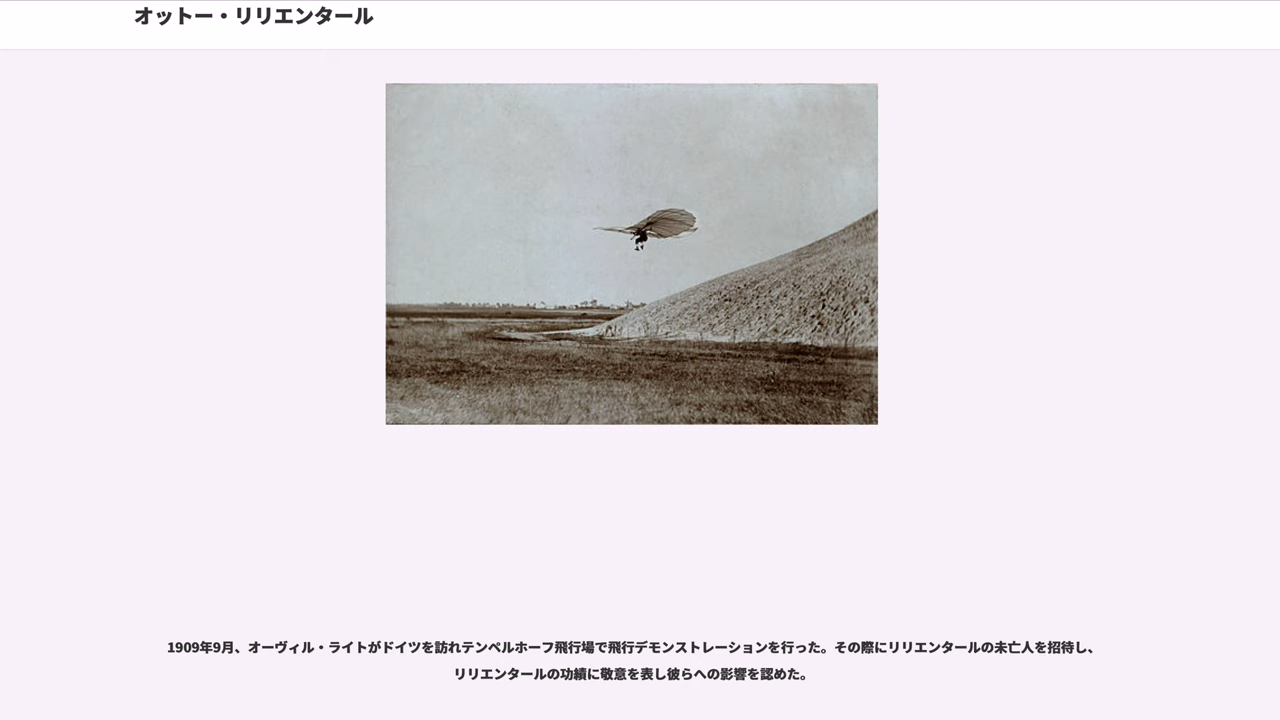 オットー・リリエンタール
1909年9月、オーヴィル・ライトがドイツを訪れテンペルホーフ飛行場で飛行デモンストレーションを行った。その際にリリエンタールの未亡人を招待し、
リリエンタールの功績に敬意を表し彼らへの影響を認めた。